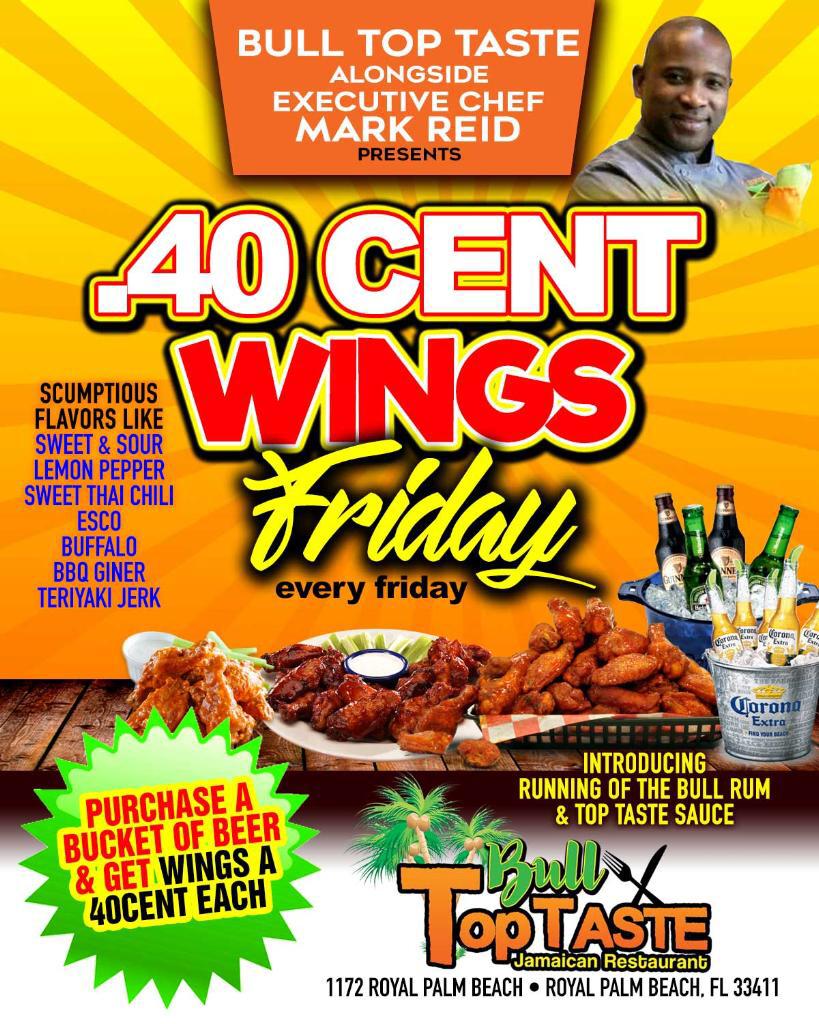 BULL TOP TASTE
ALONGSIDE
EXECUTIVE CHEF
MARK REID
PRESENTS
.40 CENT
WINGS
Friday
every friday
SCUMPTIOUS
FLAVORS LIKE
SWEET & SOUR
LEMON PEPPER
SWEET THAI CHILI
ESCO
BUFFALO
BBQ GINER
TERIYAKI JERK
Corona
Extra
FIND YOUR BEACH
INTRODUCING
RUNNING OF THE BULL RUM
& TOP TASTE SAUCE
PURCHASE A
BUCKET OF BEER
& GET WINGS A
40CENT EACH
Bull
Top TASTE
Jamaican Restaurant
1172 ROYAL PALM BEACH • ROYAL PALM BEACH, FL 33411